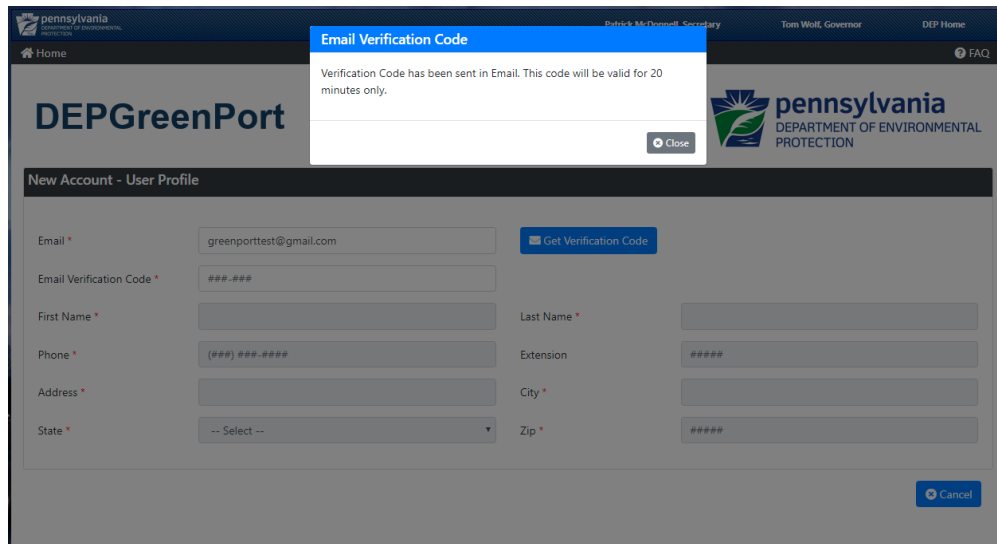 pennsylvania
DEPARTMENT OF ENVIRONMENTAL
PROTECTION
Patrick McDonnell, Secretary
Tom Wolf, Governor
DEP Home
Email Verification Code
Home
FAQ
Verification Code has been sent in Email. This code will be valid for 20
minutes only.
Close
DEPGreenPort
pennsylvania
DEPARTMENT OF ENVIRONMENTAL
PROTECTION
New Account - User Profile
Email *
greenporttest@gmail.com
Get Verification Code
Email Verification Code *
###-###
First Name *
Last Name *
Phone *
(###) ###-####
Extension
#####
Address *
City *
State *
-- Select --
Zip *
#####
Cancel